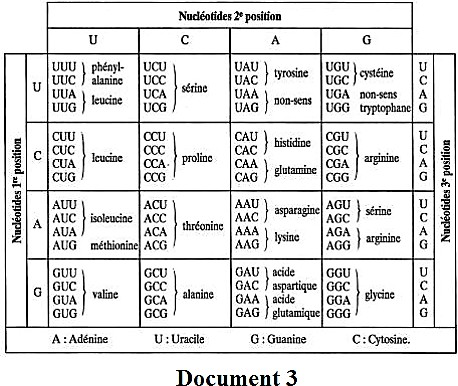 Nucléotides 2e position
U C A G
Nucléotides 1re position
Nucléotides 3e position
U
UUU phényl- UCU UAU tyrosine UGU cystéine U
UUC alanine UCC sérine UAC UGC C
UUA leucine UCA UAA non-sens UGA non-sens A
UUG UCG UAG UGG tryptophane G
C
CUU CCU CAU histidine CGU U
CUC leucine CCC proline CAC CGC arginine C
CUA CCA CAA glutamine CGA A
CUG CCG CAG CGG G
A
AUU ACU AAU asparagine AGU sérine U
AUC isoleucine ACC thréonine AAC AGC C
AUA ACA AAA lysine AGA arginine A
AUG méthionine ACG AAG AGG G
G
GUU GCU GAU acide GGU U
GUC valine GCC alanine GAC aspartique GGC glycine C
GUA GCA GAA acide GGA A
GUG GCG GAG glutamique GGG G
A : Adénine U : Uracile G : Guanine C : Cytosine.
Document 3